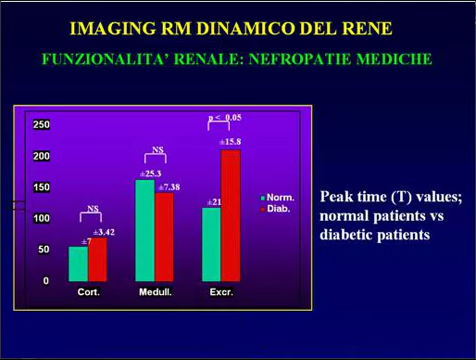 IMAGING RM DINAMICO DEL RENE
FUNZIONALITA' RENALE: NEFROPATIE MEDICHE
250
200
150
100
50
0
p < 0.05
±15.8
NS
±25.3
±7.38
±21
NS
±7
±3.42
Norm.
Diab.
Cort.
Medull.
Excr.
Peak time (T) values;
normal patients vs
diabetic patients